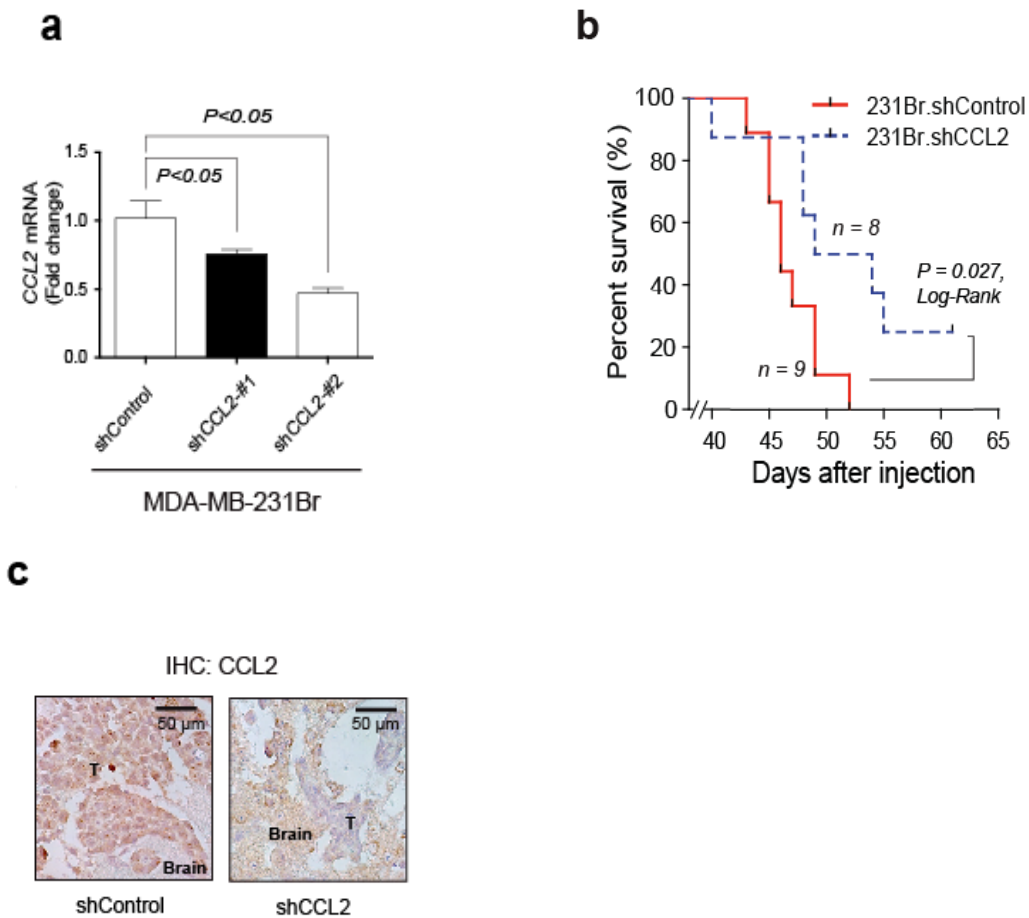 a
P<0.05
P<0.05
CCL2 mRNA
(Fold change)
1.5
1.0
0.5
0.0
shControl
shCCL2-#1
shCCL2-#2
MDA-MB-231Br
b
Percent survival (%)
100
80
60
40
20
0
231Br.shControl
231Br.shCCL2
n = 8
P = 0.027,
Log-Rank
n = 9
40 45 50 55 60 65
Days after injection
c
IHC: CCL2
50 µm
T
Brain
shControl
50 µm
Brain
T
shCCL2